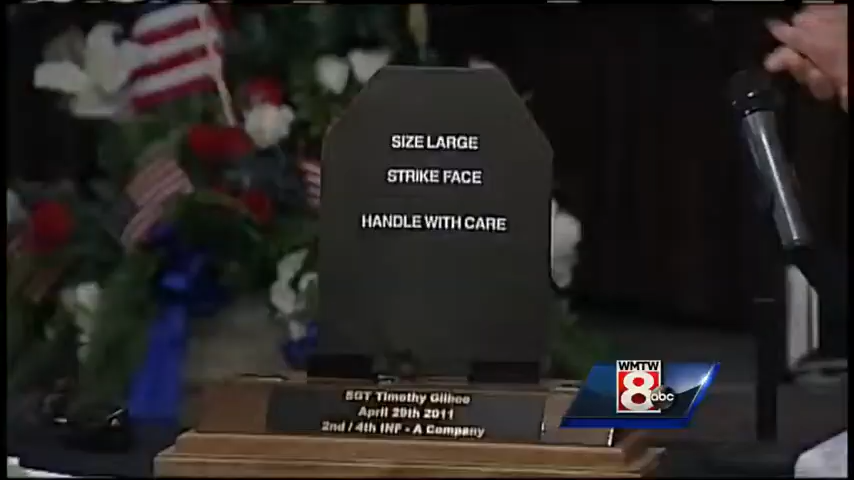 SIZE LARGE
STRIKE FACE
HANDLE WITH CARE
SGT Timothy Gilboe
April 29th 2011
2nd / 4th INF - A Company
WMTW
8
abc